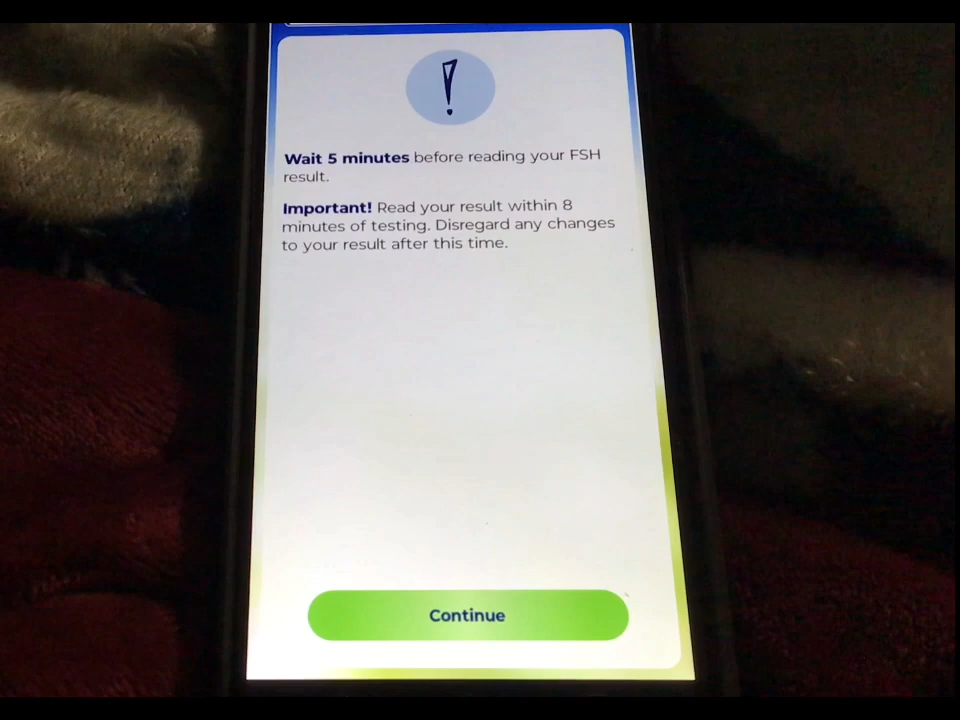 Wait 5 minutes before reading your FSH
result.
Important! Read your result within 8
minutes of testing. Disregard any changes
to your result after this time.
Continue